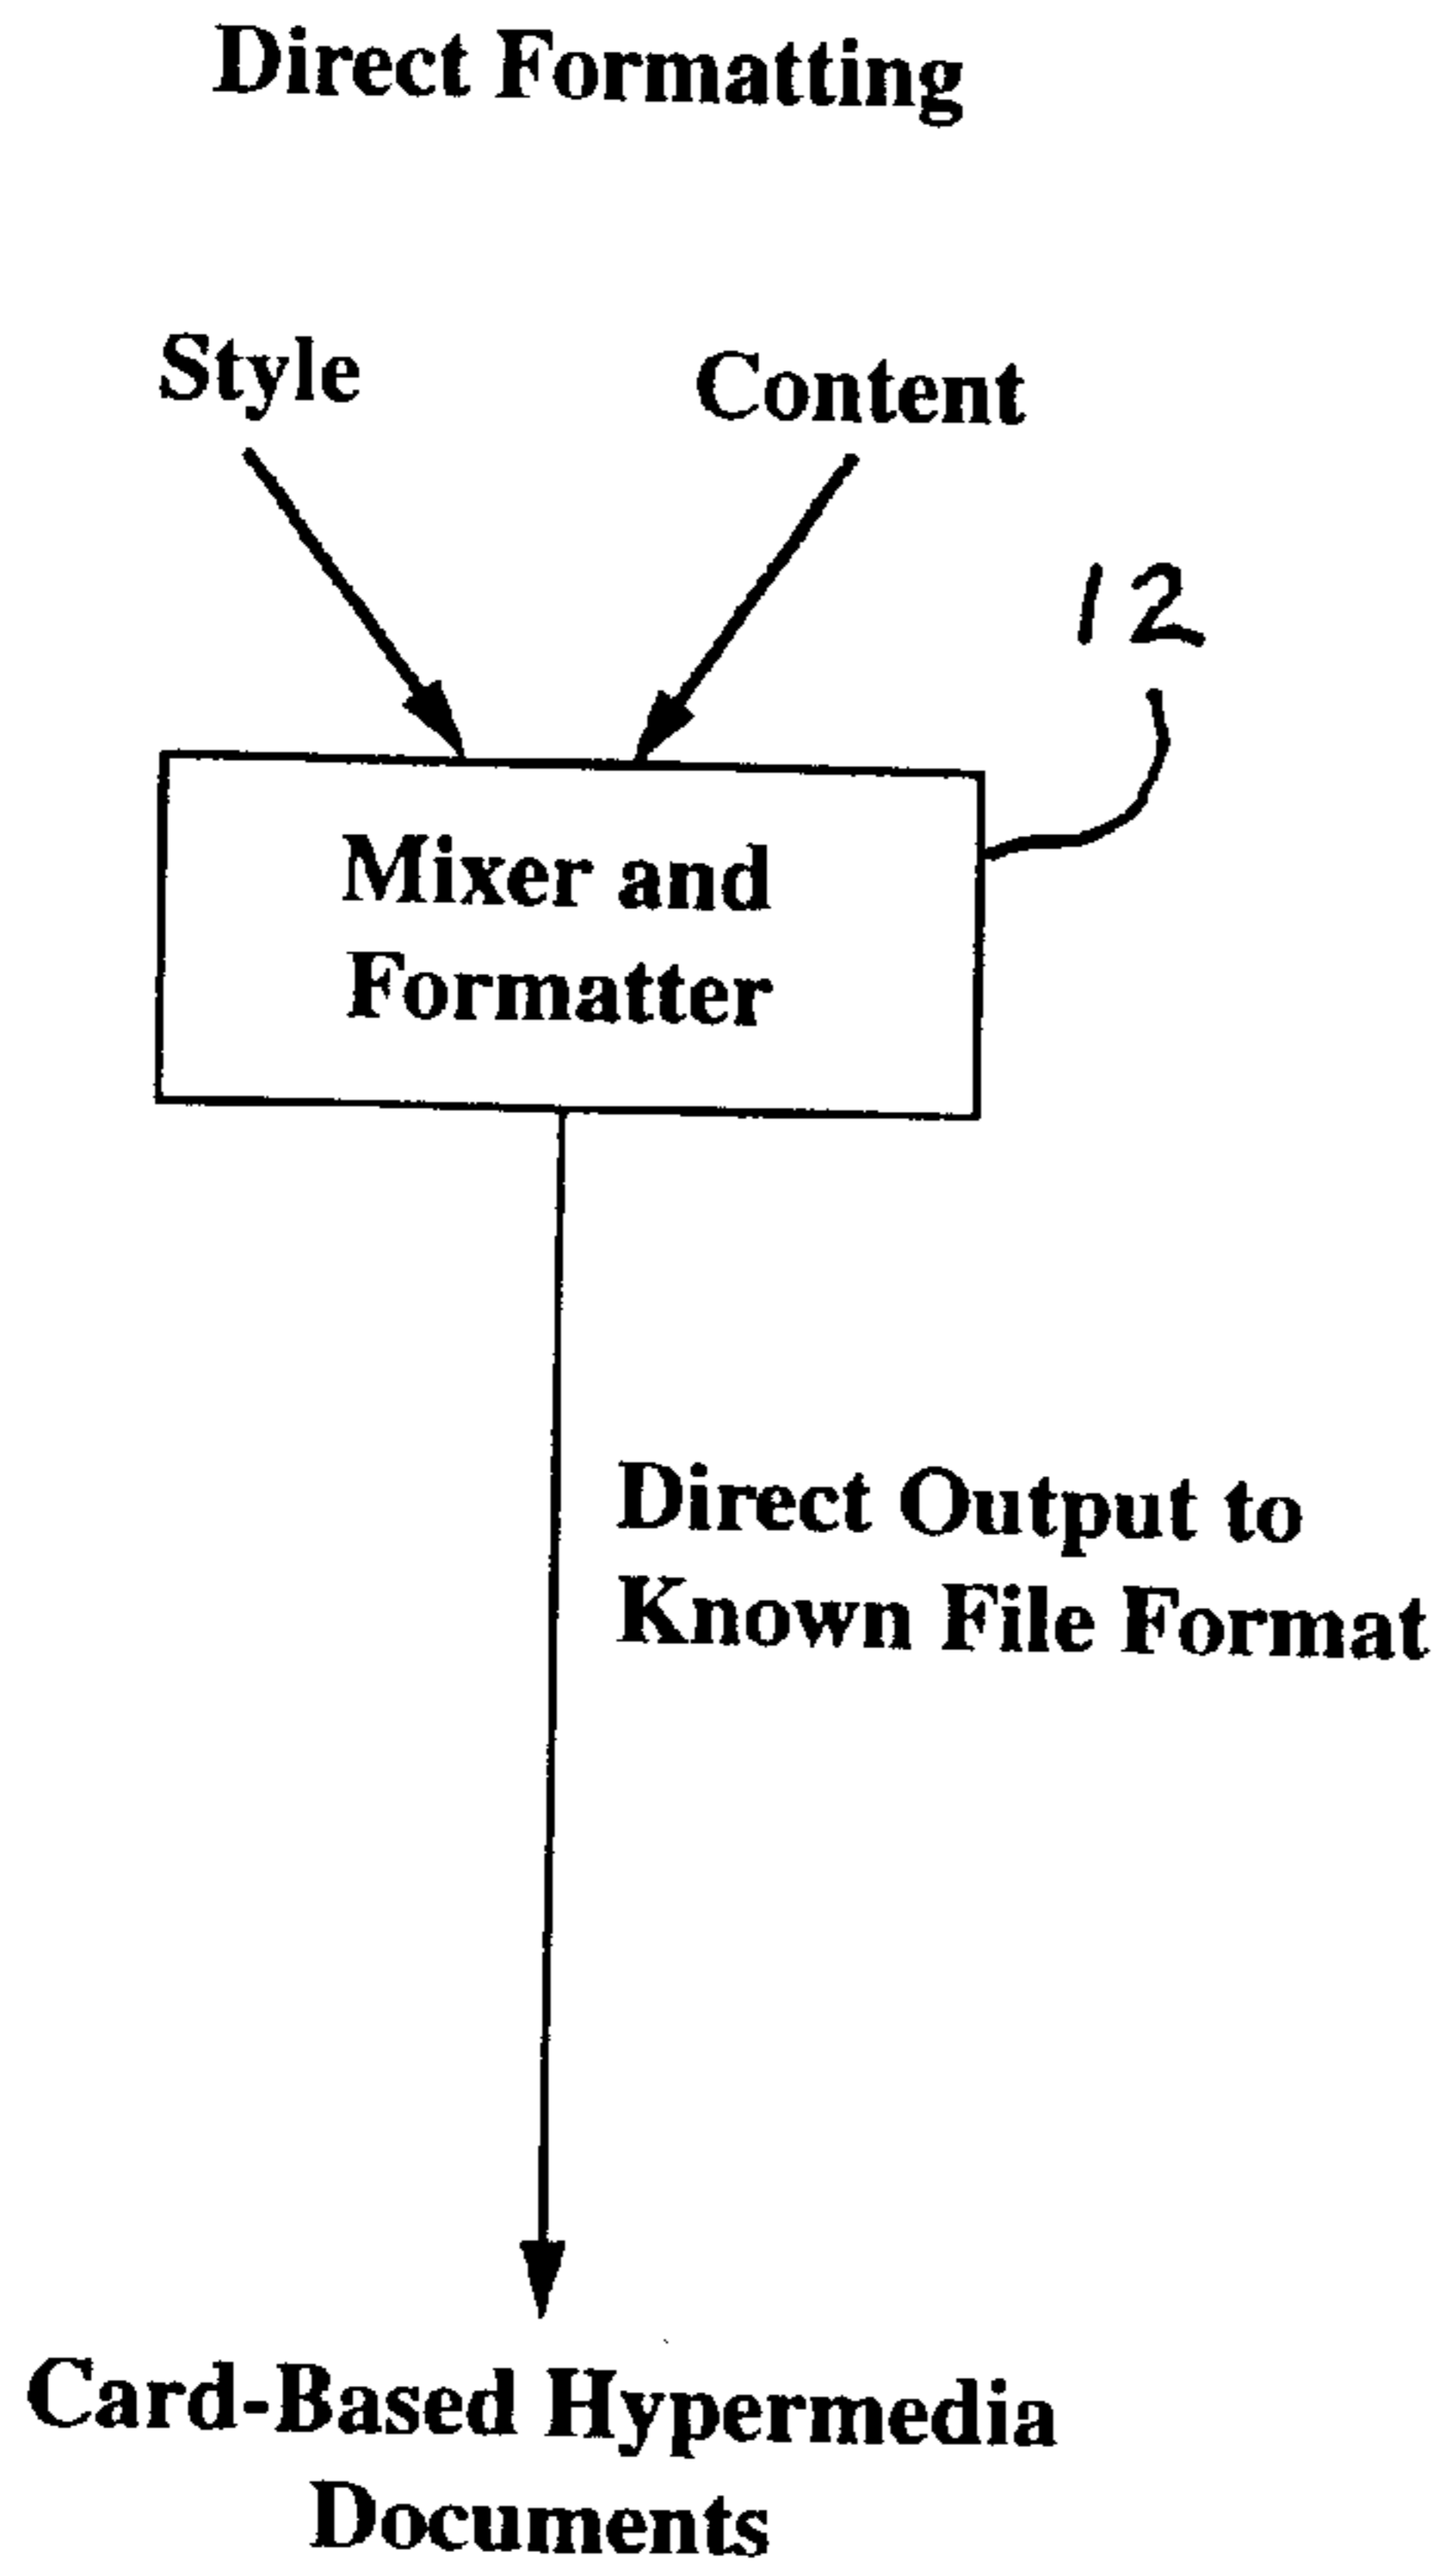 Direct Formatting
Style
Content
12
Mixer and
Formatter
Direct Output to
Known File Format
Card-Based Hypermedia
Documents